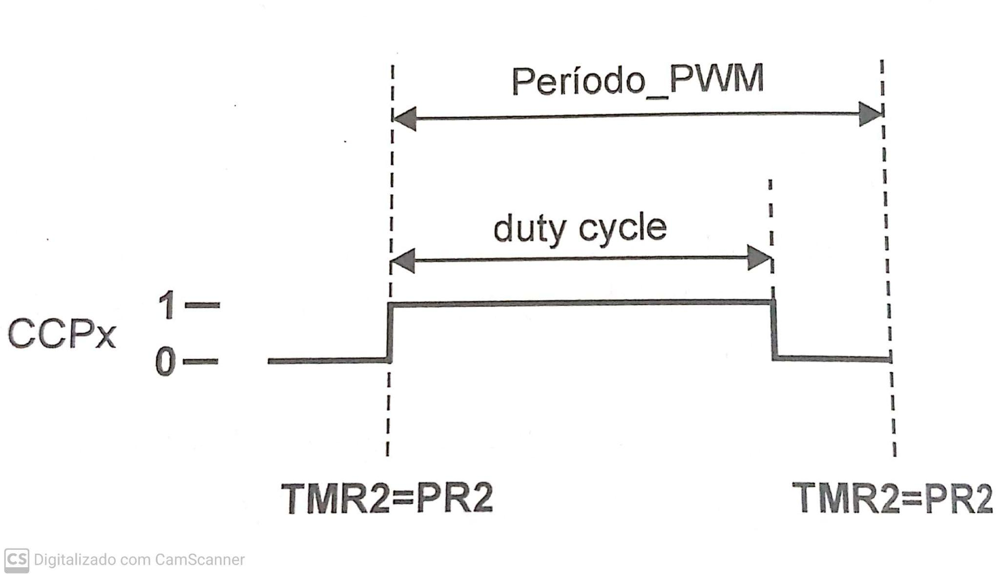 Período_PWM
duty cycle
1
CCPx
0
TMR2=PR2
TMR2=PR2
CS Digitalizado com CamScanner